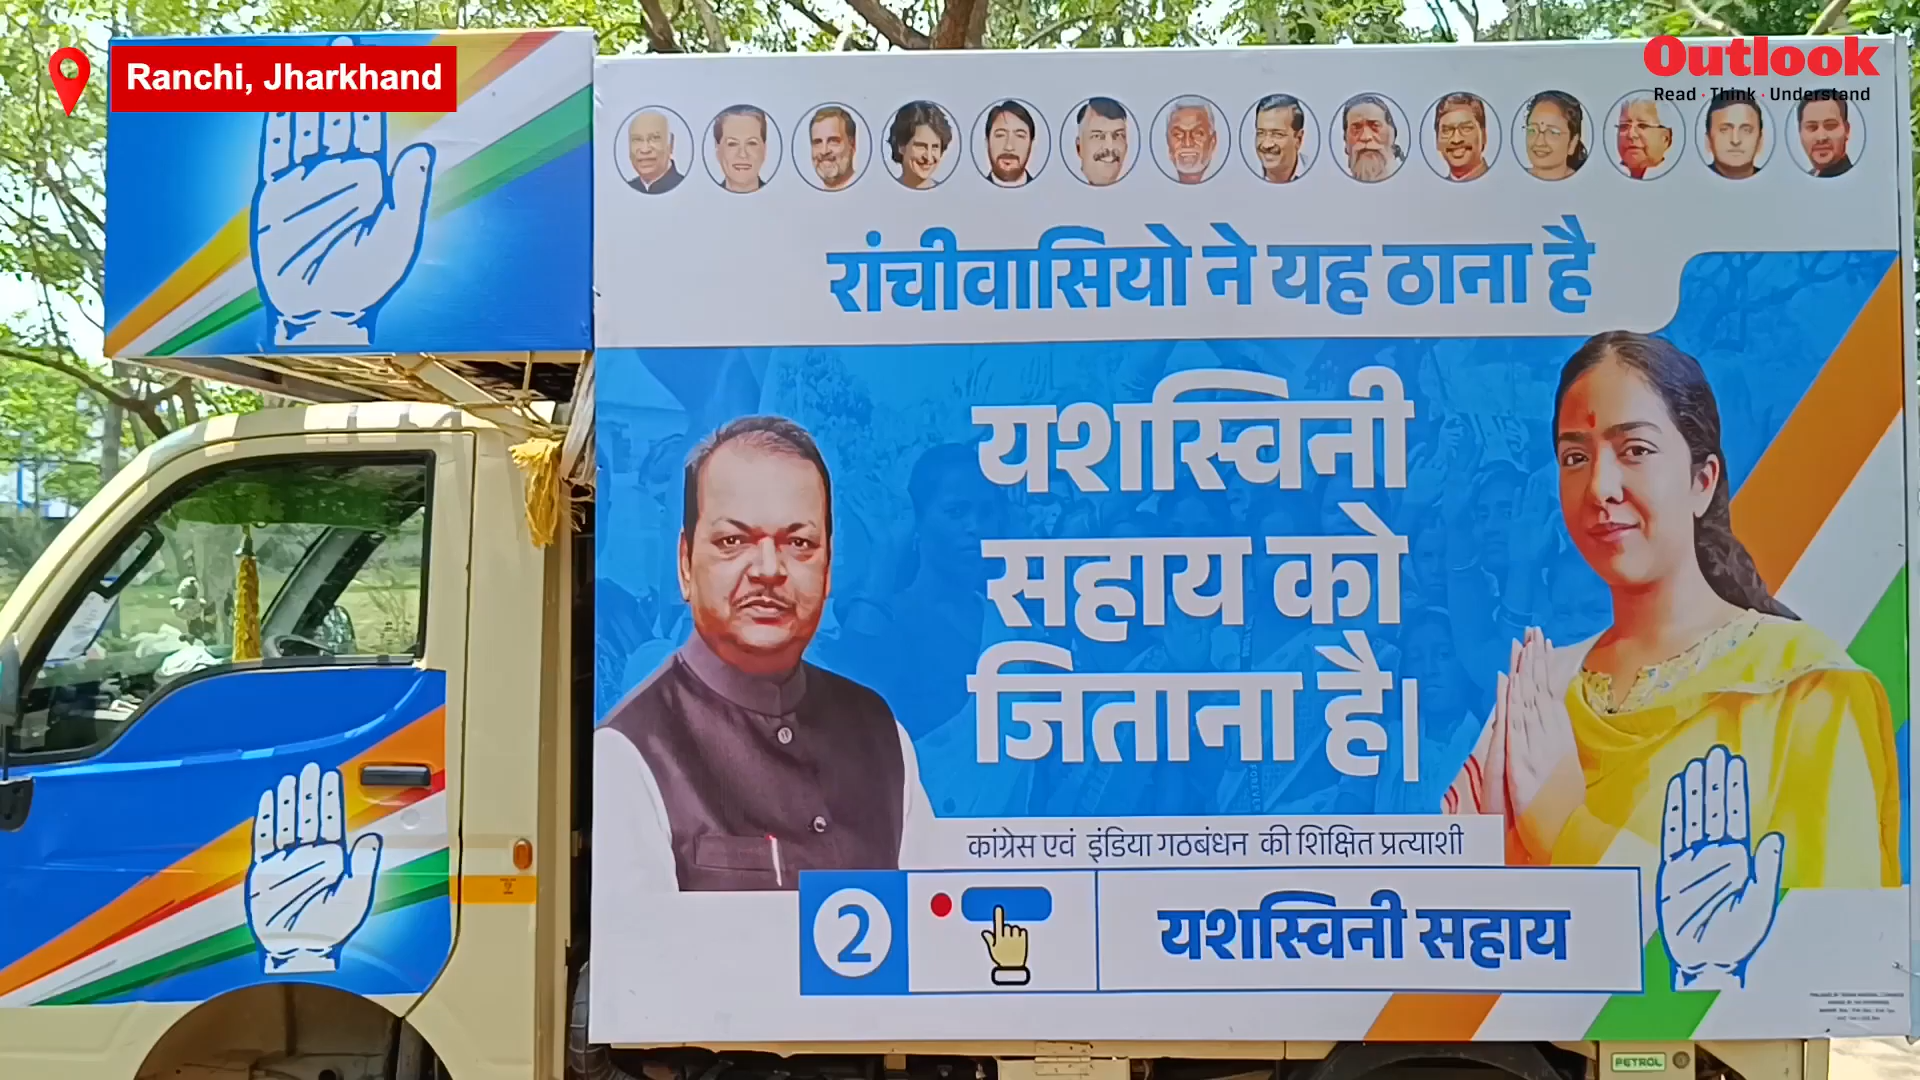 Ranchi, Jharkhand
Outlook
Read · Think · Understand
रांचीवासियो ने यह ठाना है
यशस्विनी
सहाय को
जिताना है|
कांग्रेस एवं इंडिया गठबंधन की शिक्षित प्रत्याशी
2
यशस्विनी सहाय
PETROL